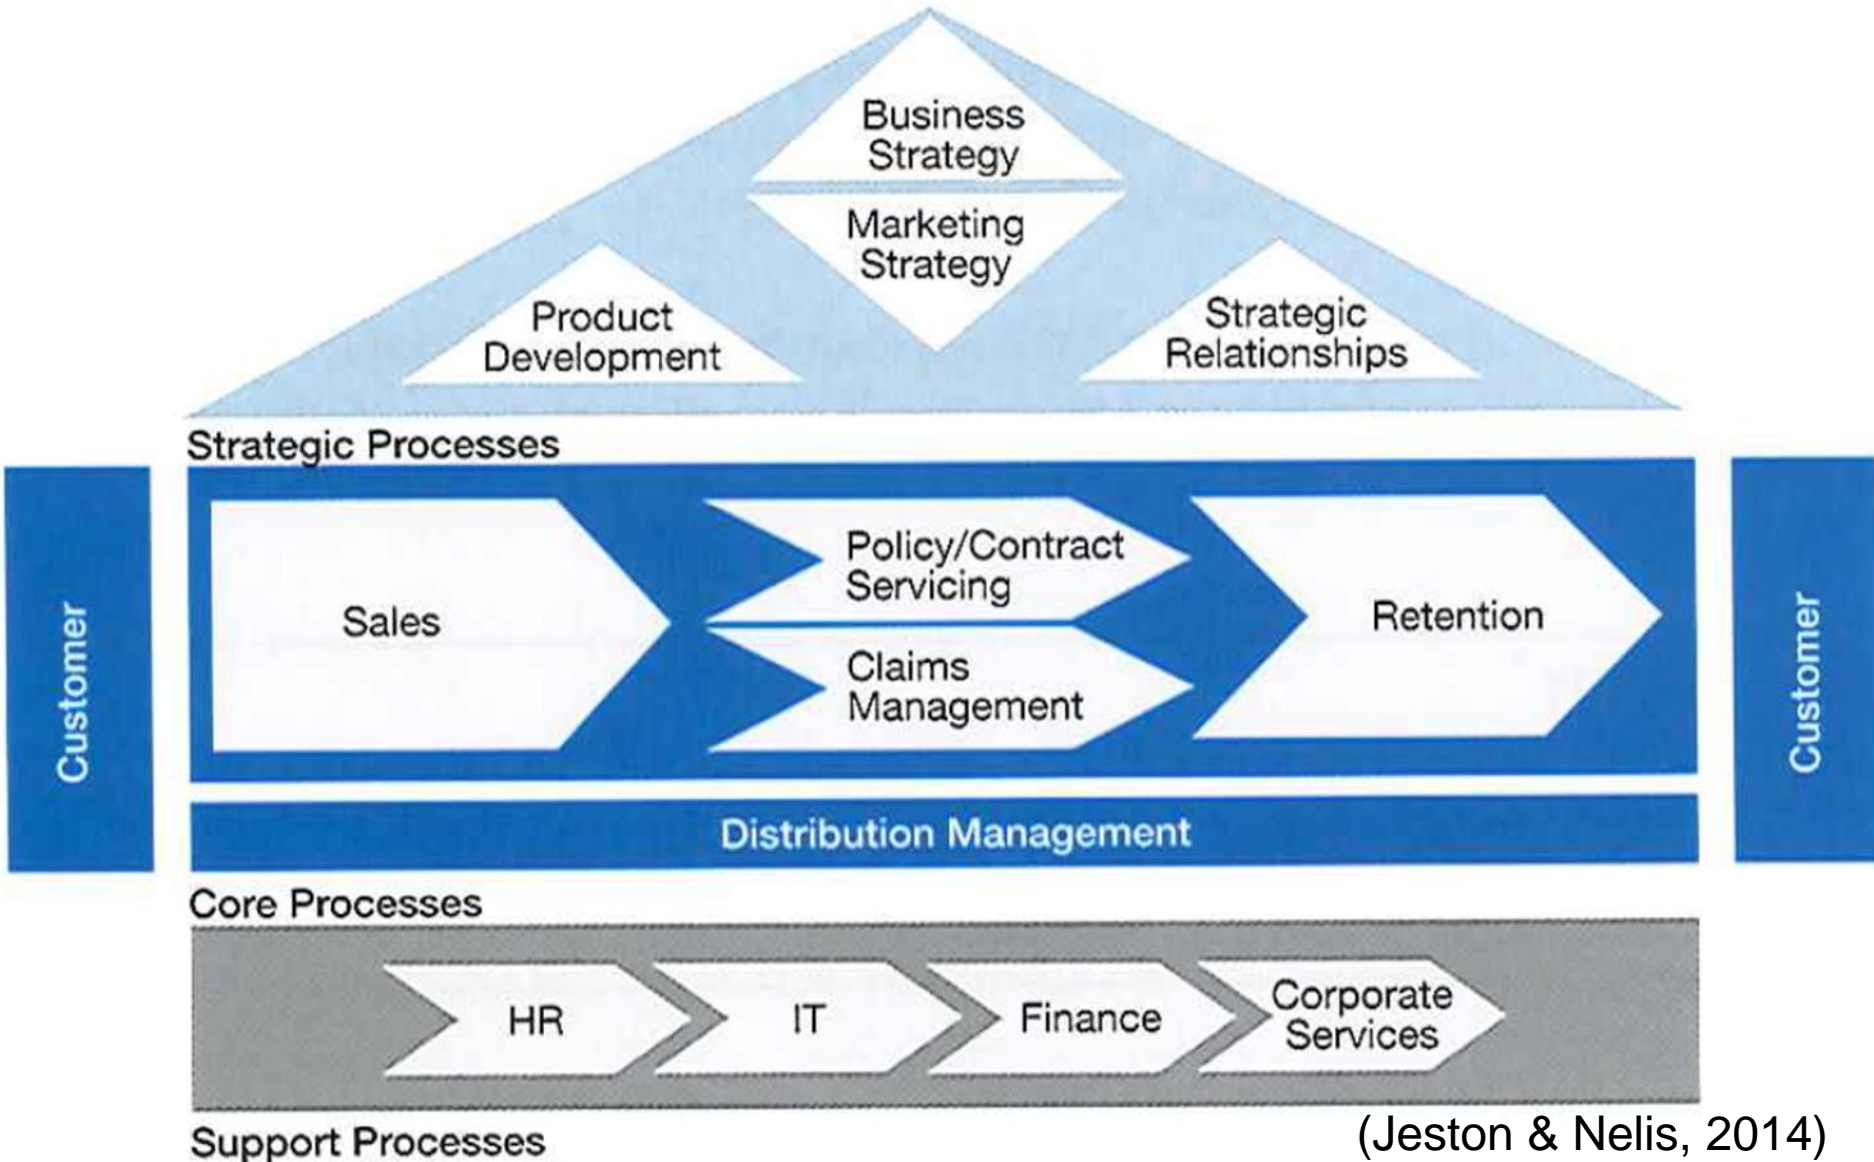 Business
Strategy
Marketing
Strategy
Product
Development
Strategic
Relationships
Strategic Processes
Customer
Sales
Policy/Contract
Servicing
Claims
Management
Retention
Customer
Distribution Management
Core Processes
HR
IT
Finance
Corporate
Services
Support Processes
(Jeston & Nelis, 2014)